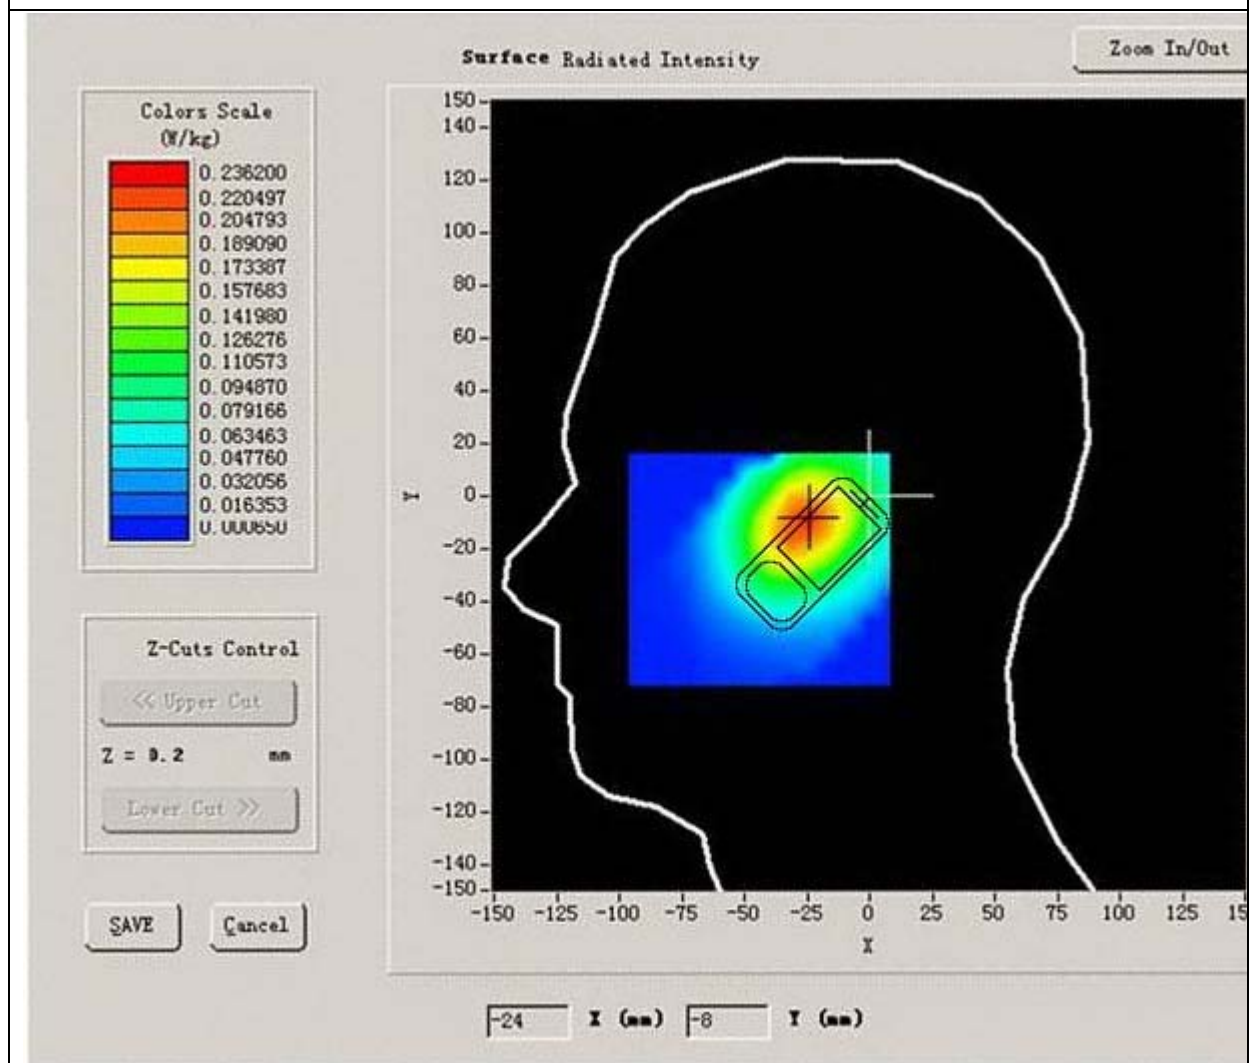 Surface Radiated Intensity
Zoom In/Out
Colors Scale
(W/kg)
0.236200
0.220497
0.204793
0.189090
0.173387
0.157683
0.141980
0.126276
0.110573
0.094870
0.079166
0.063463
0.047760
0.032056
0.016353
0.000650
Z-Cuts Control
<< Upper Cut
Z = 0.2 mm
Lower Cut >>
SAVE Cancel
150
140
120
100
80
60
40
20
0
-20
-40
-60
-80
-100
-120
-140
-150
Y
-150 -125 -100 -75 -50 -25 0 25 50 75 100 125
X
-24 X (mm) -8 Y (mm)